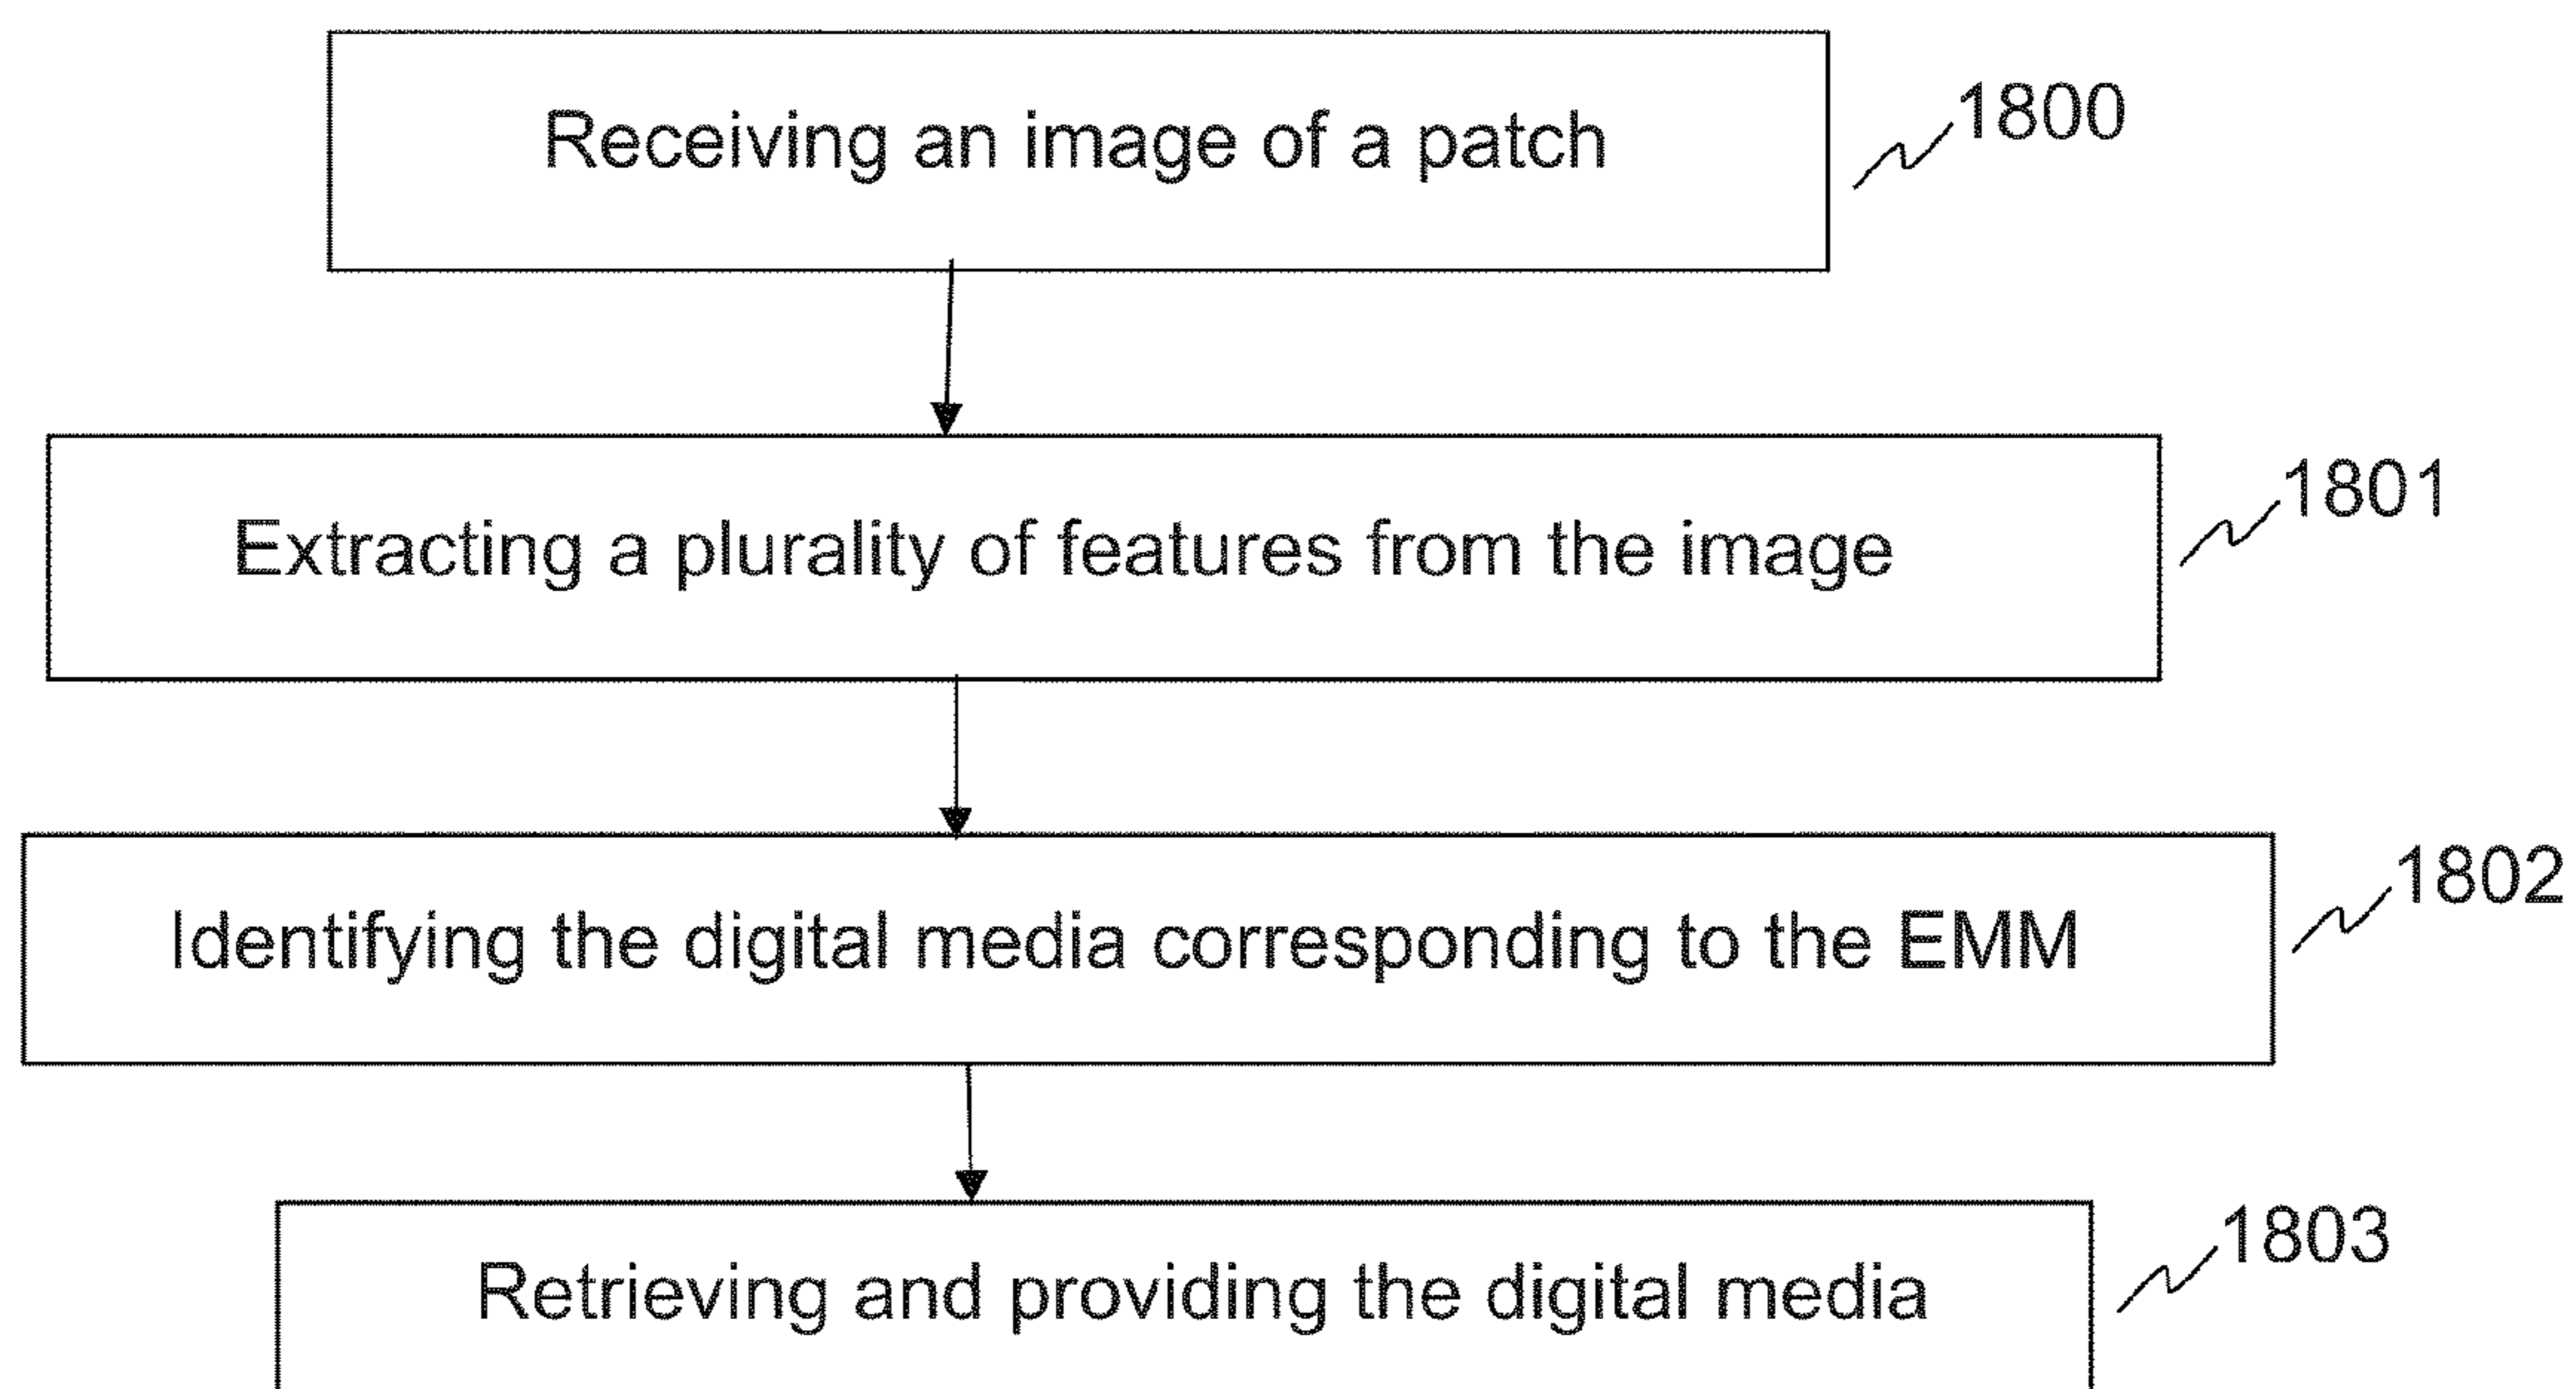 Receiving an image of a patch
1800
Extracting a plurality of features from the image
1801
Identifying the digital media corresponding to the EMM
1802
Retrieving and providing the digital media
1803